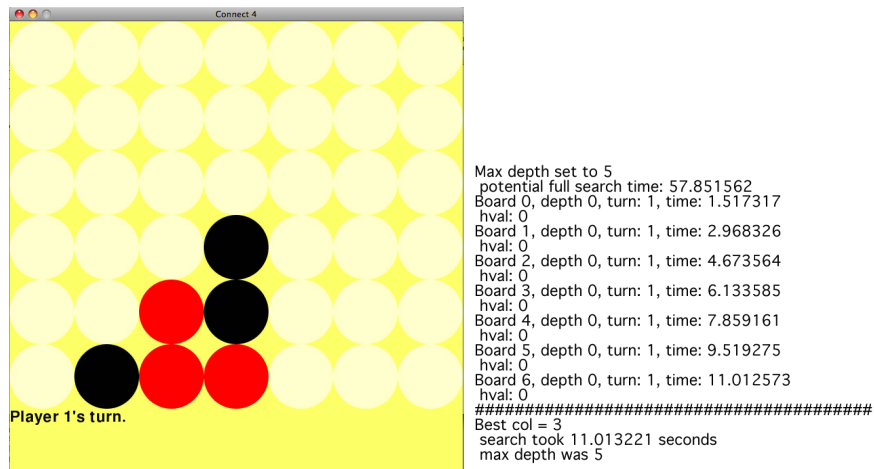 Connect 4
Player 1's turn.
Max depth set to 5
potential full search time: 57.851562
Board 0, depth 0, turn: 1, time: 1.517317
hval: 0
Board 1, depth 0, turn: 1, time: 2.968326
hval: 0
Board 2, depth 0, turn: 1, time: 4.673564
hval: 0
Board 3, depth 0, turn: 1, time: 6.133585
hval: 0
Board 4, depth 0, turn: 1, time: 7.859161
hval: 0
Board 5, depth 0, turn: 1, time: 9.519275
hval: 0
Board 6, depth 0, turn: 1, time: 11.012573
hval: 0
########################################
Best col = 3
search took 11.013221 seconds
max depth was 5